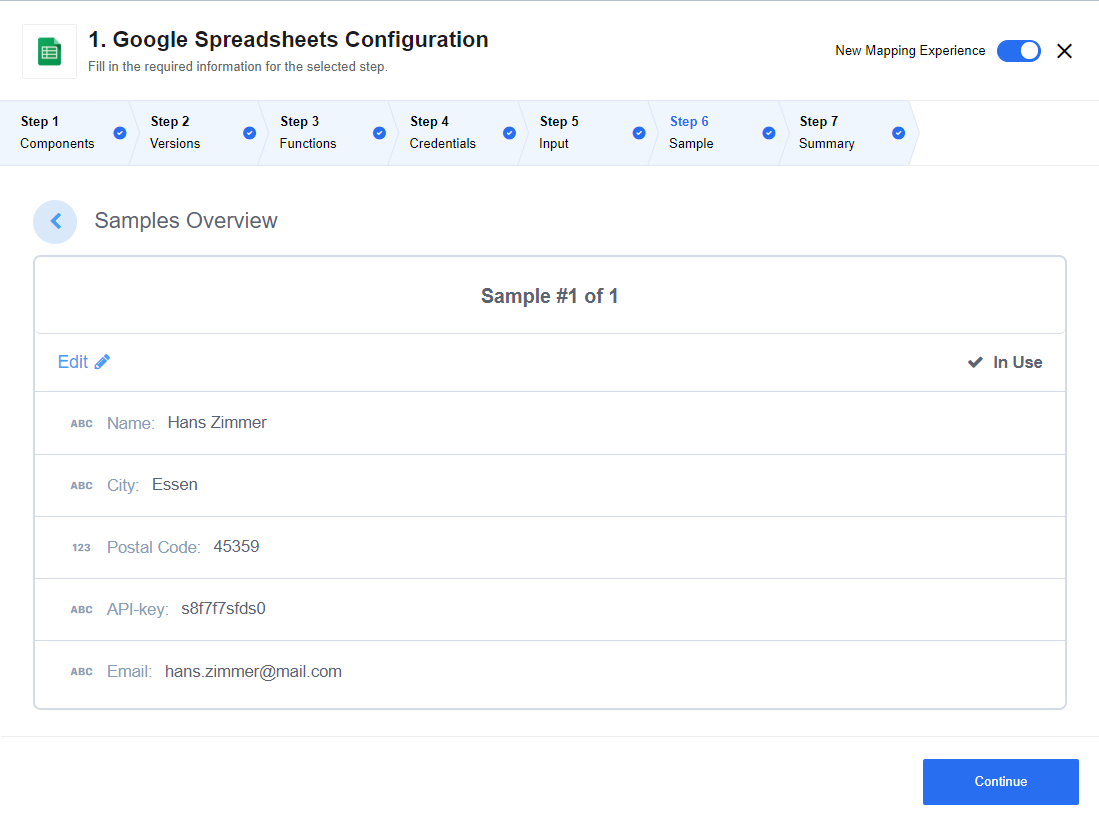 1. Google Spreadsheets Configuration
Fill in the required information for the selected step.
New Mapping Experience
Step 1
Components
Step 2
Versions
Step 3
Functions
Step 4
Credentials
Step 5
Input
Step 6
Sample
Step 7
Summary
Samples Overview
Sample #1 of 1
Edit
In Use
ABC Name: Hans Zimmer
ABC City: Essen
123 Postal Code: 45359
ABC API-key: s8f7f7sfds0
ABC Email: hans.zimmer@mail.com
Continue